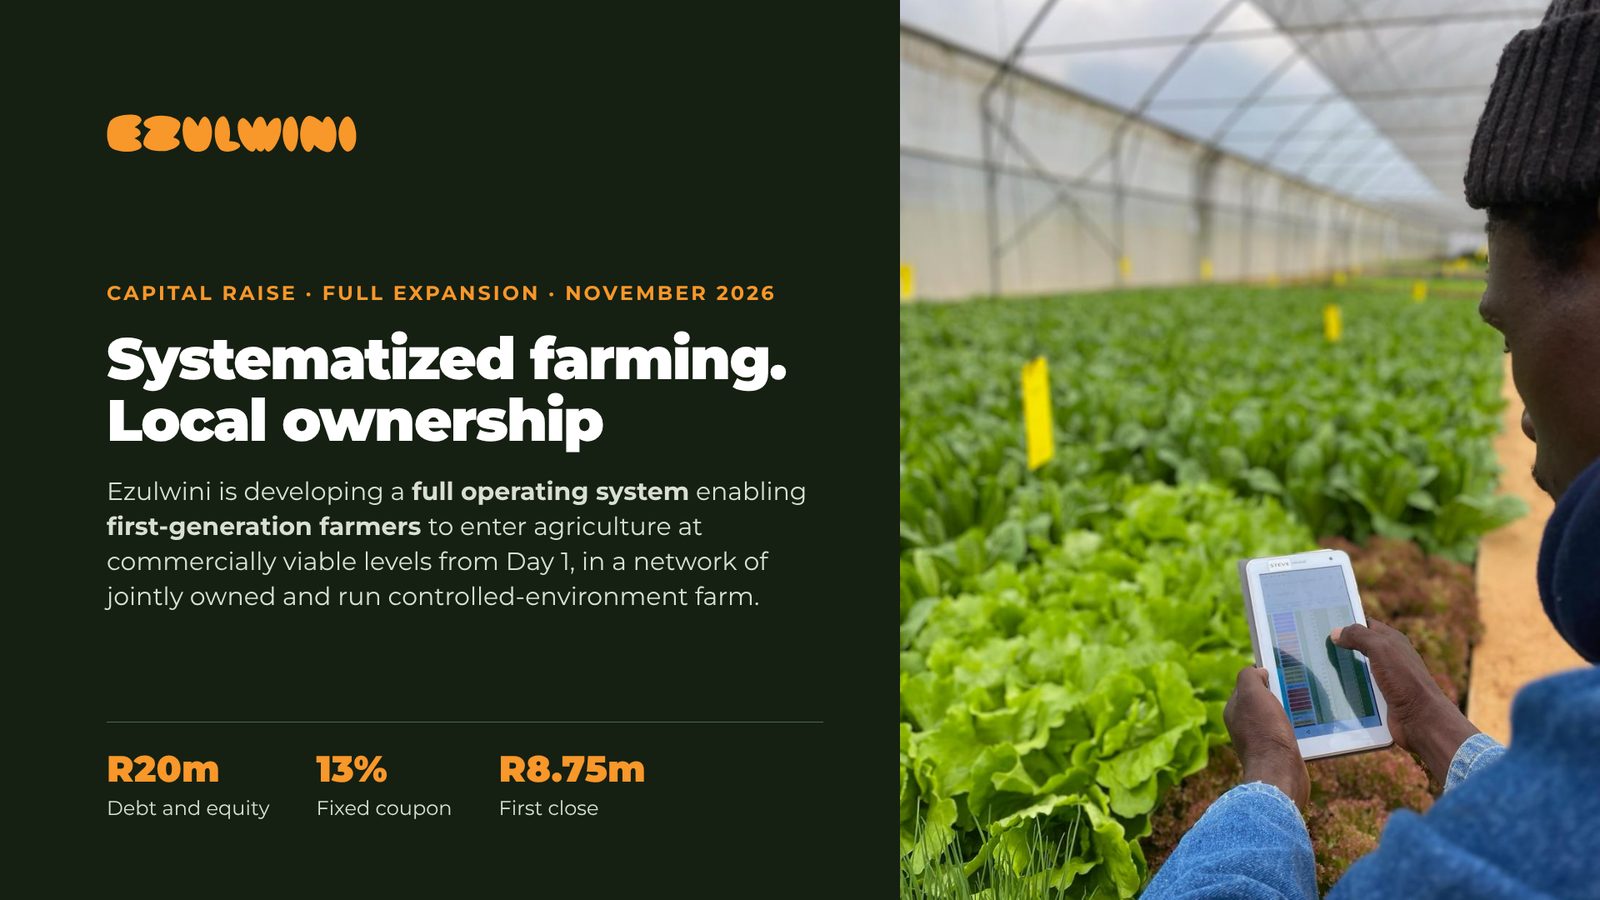 EZULWINI
CAPITAL RAISE · FULL EXPANSION · NOVEMBER 2026
Systematized farming.
Local ownership
Ezulwini is developing a full operating system enabling
first-generation farmers to enter agriculture at
commercially viable levels from Day 1, in a network of
jointly owned and run controlled-environment farm.
R20m 13% R8.75m
Debt and equity Fixed coupon First close